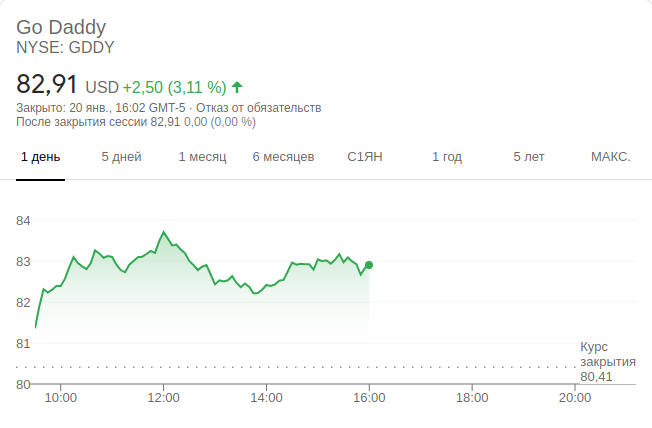 Go Daddy
NYSE: GDDY
82,91 USD +2,50 (3,11 %)
Закрыто: 20 янв., 16:02 GMT-5 · Отказ от обязательств
После закрытия сессии 82,91 0,00 (0,00 %)
1 день 5 дней 1 месяц 6 месяцев С1ЯН 1 год 5 лет МАКС.
84
83
82
81
Курс
закрытия
80,41
80
10:00 12:00 14:00 16:00 18:00 20:00